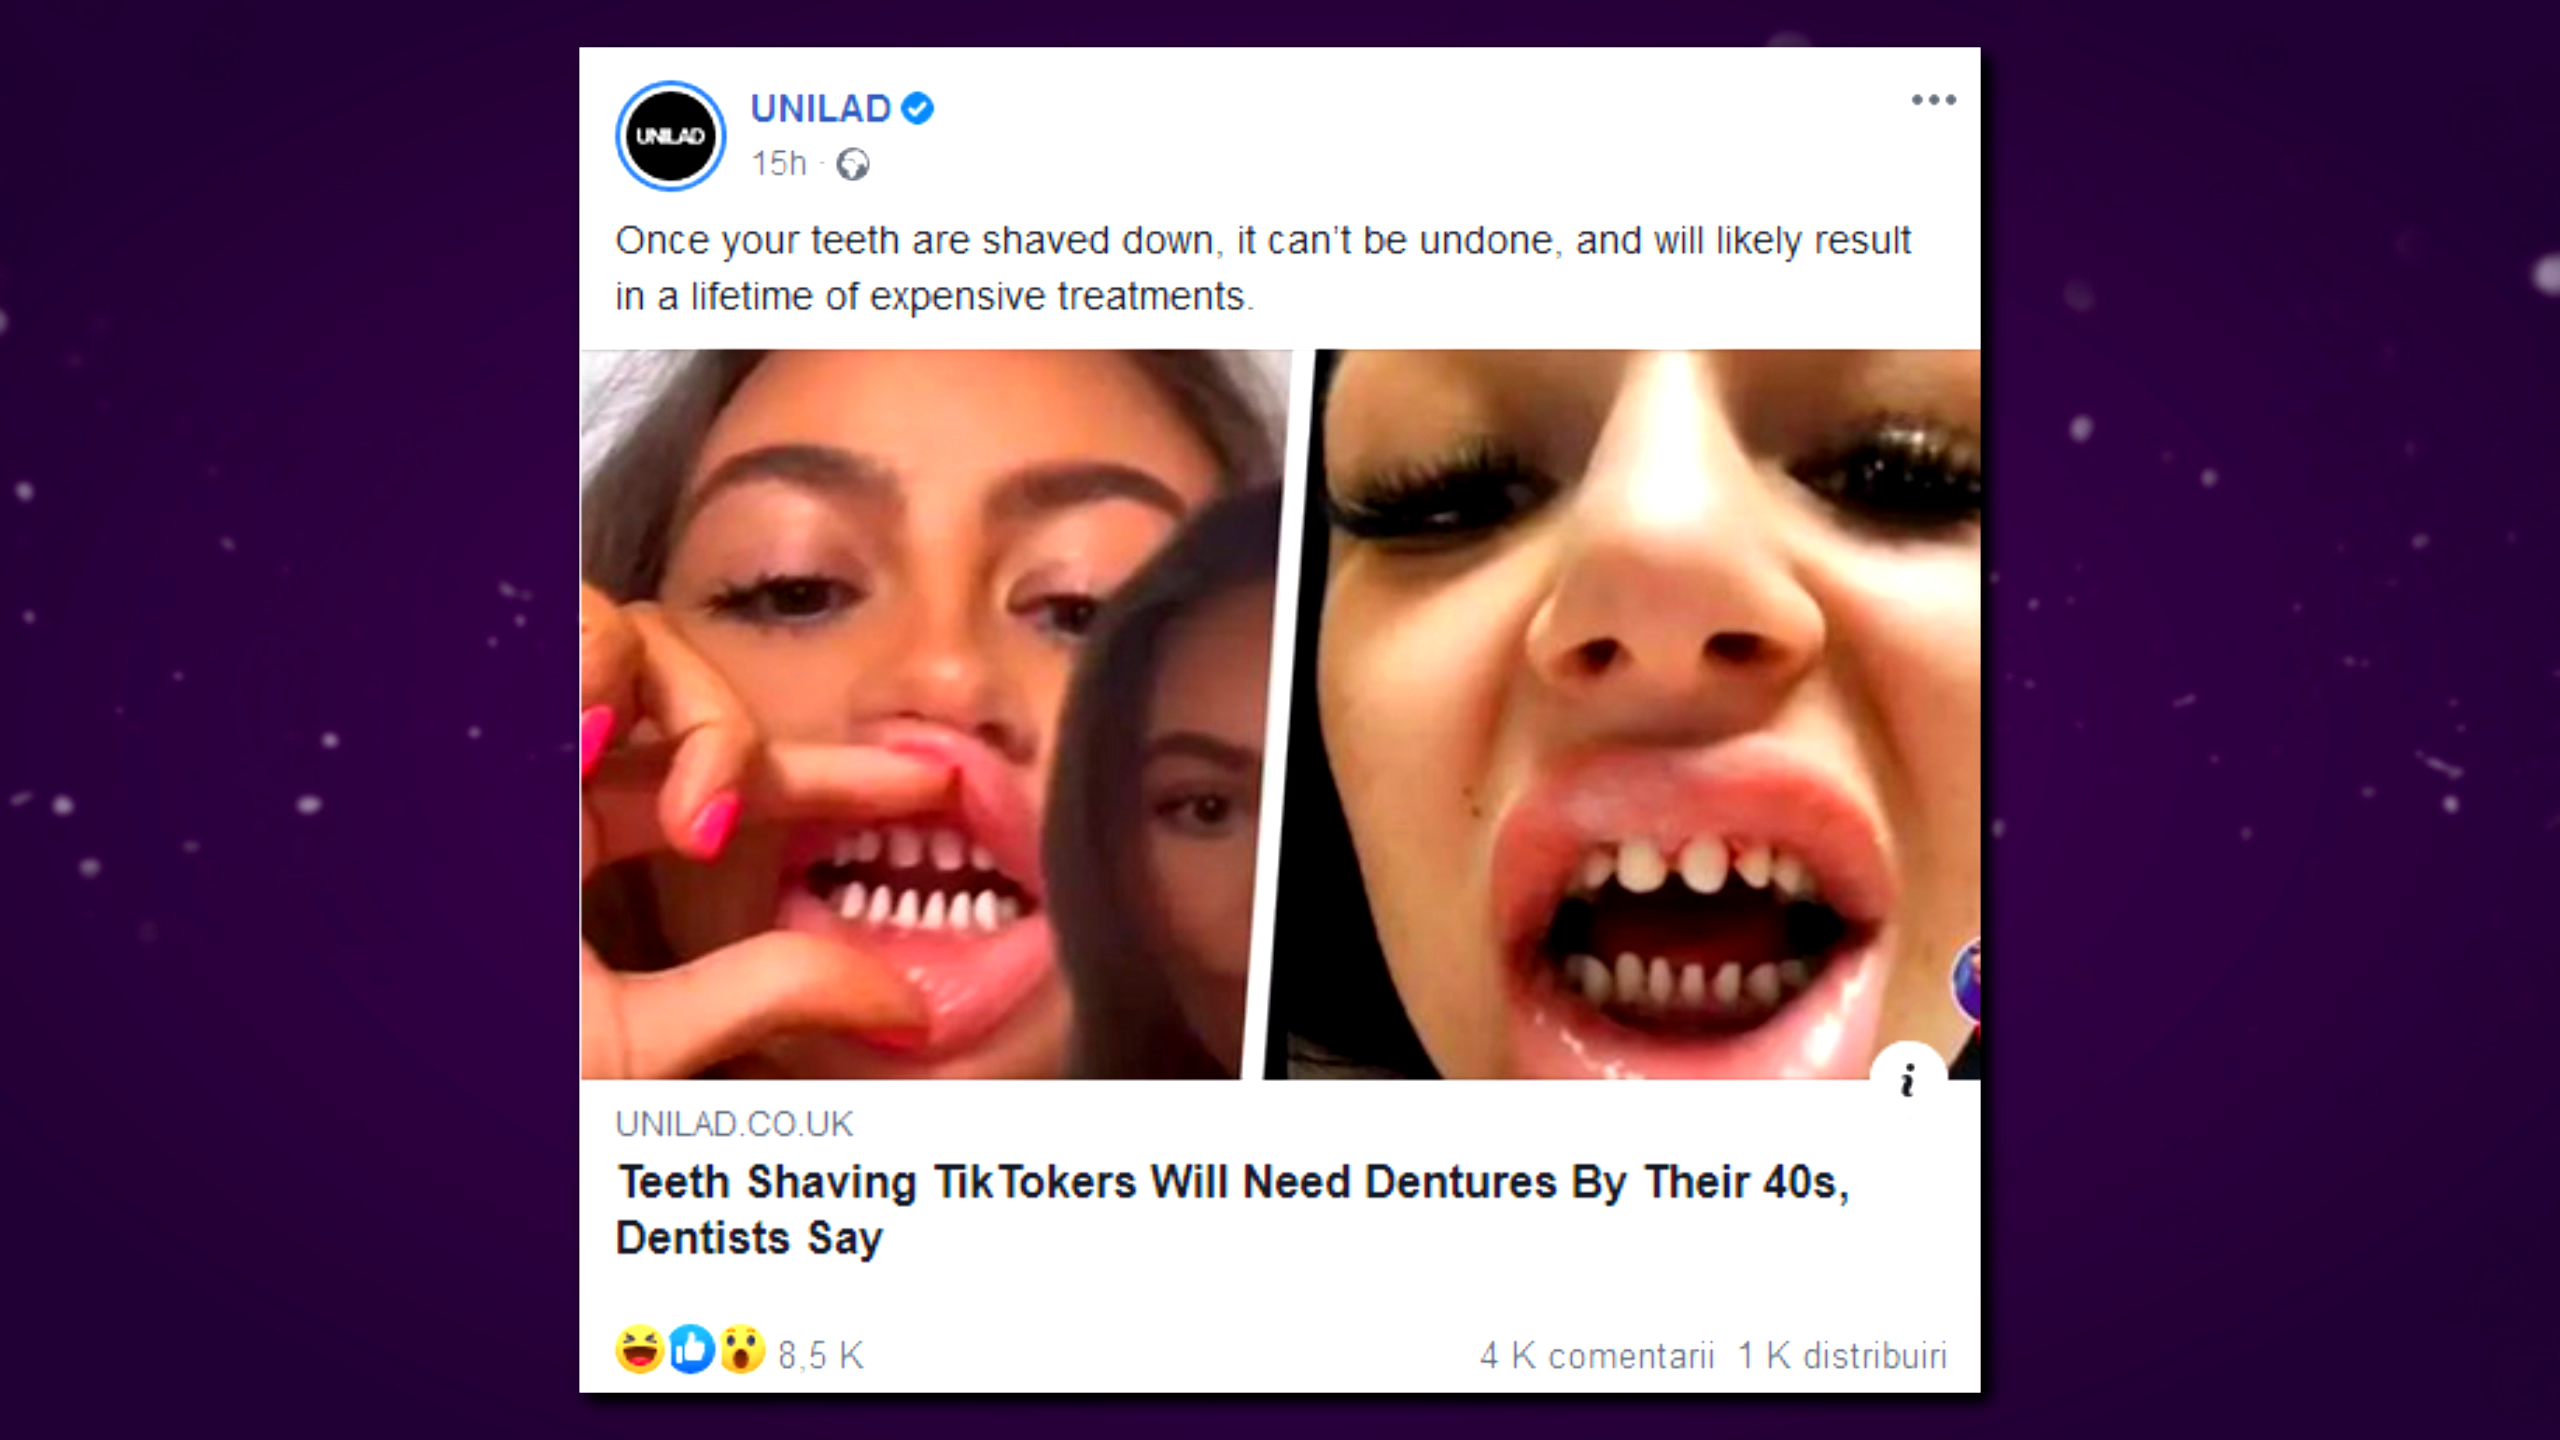 UNILAD
UNILAD
15h ·
Once your teeth are shaved down, it can't be undone, and will likely result
in a lifetime of expensive treatments.
i
UNILAD.CO.UK
Teeth Shaving TikTokers Will Need Dentures By Their 40s,
Dentists Say
8,5 K
4 K comentarii 1 K distribuiri